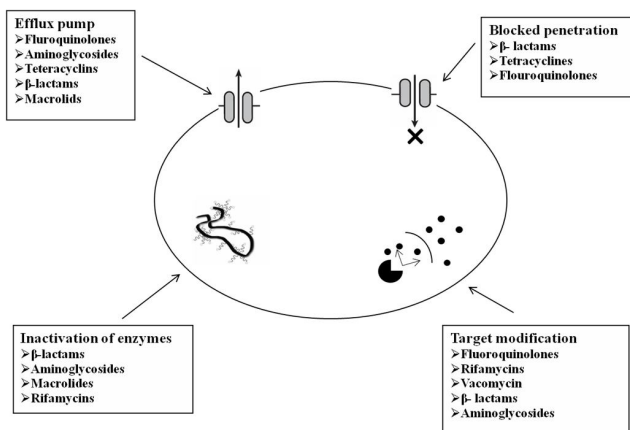 Efflux pump
➢Fluroquinolones
➢Aminoglycosides
➢Teteracyclins
➢β-lactams
➢Macrolids
Blocked penetration
➢β- lactams
➢Tetracyclines
➢Flouroquinolones
Inactivation of enzymes
➢β-lactams
➢Aminoglycosides
➢Macrolides
➢Rifamycins
Target modification
➢Fluoroquinolones
➢Rifamycins
➢Vacomycin
➢β- lactams
➢Aminoglycosides